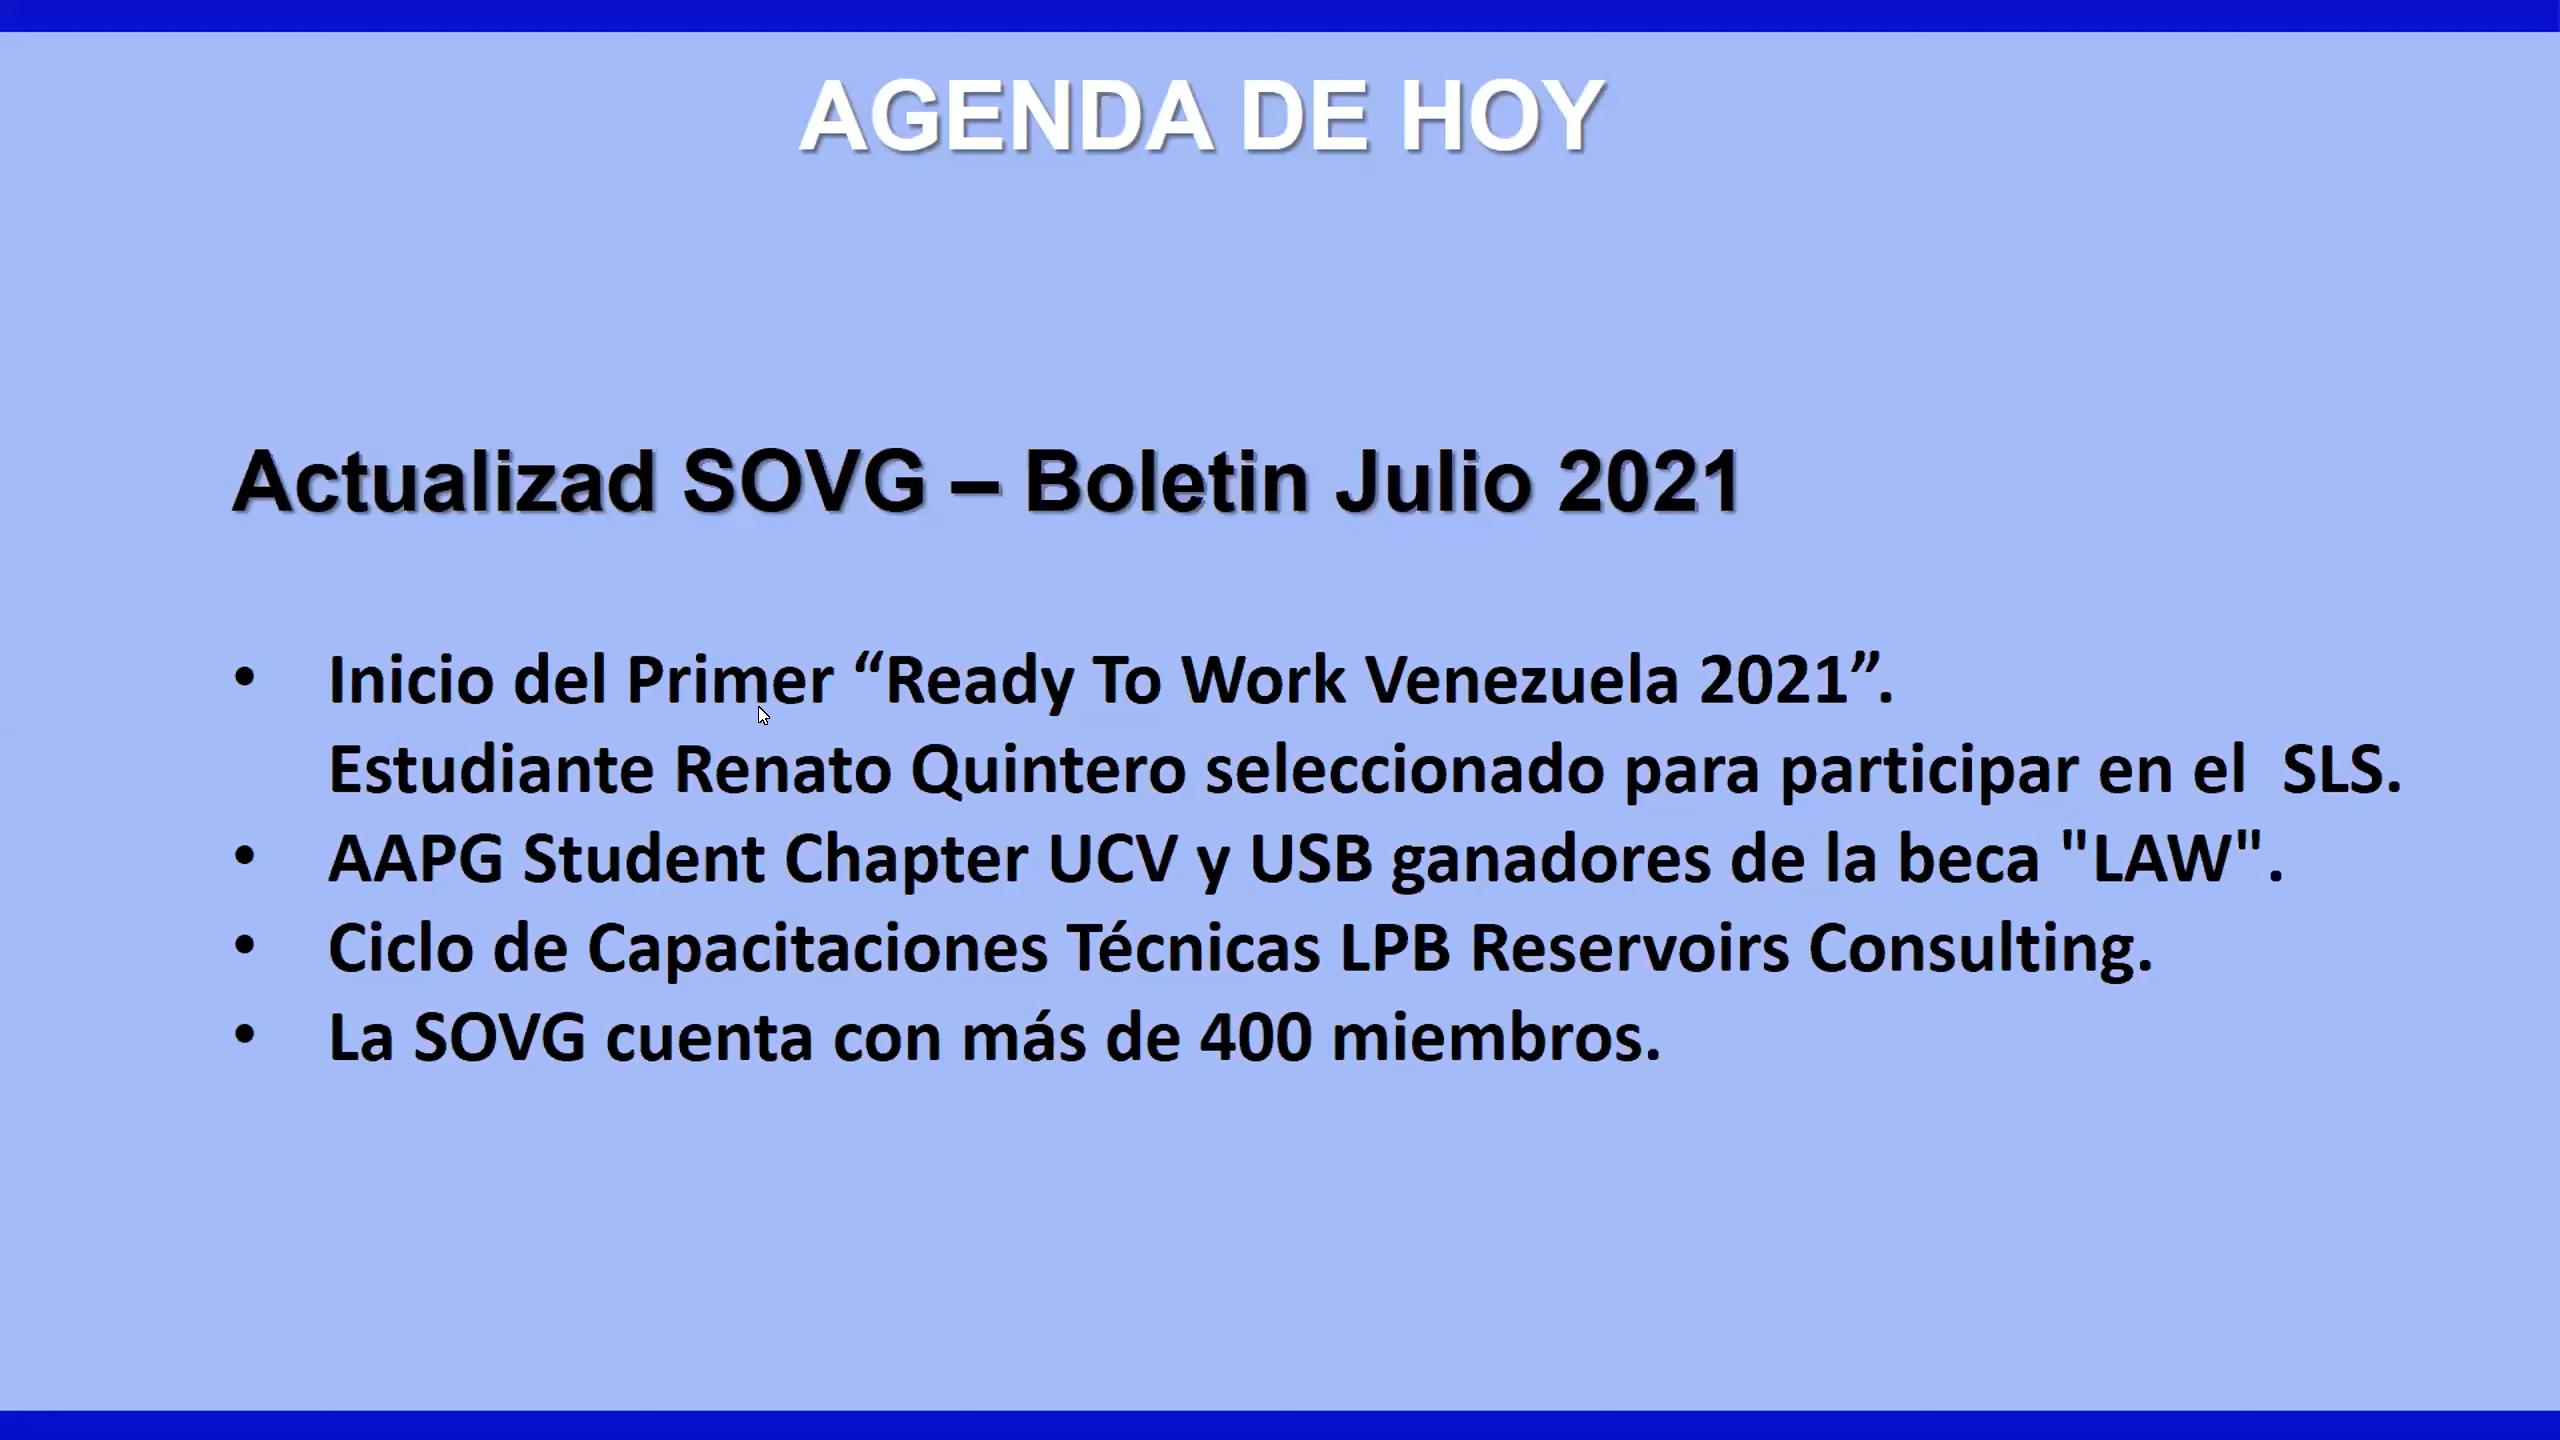 AGENDA DE HOY
Actualizad SOVG – Boletin Julio 2021
• Inicio del Primer “Ready To Work Venezuela 2021”.
Estudiante Renato Quintero seleccionado para participar en el  SLS.
• AAPG Student Chapter UCV y USB ganadores de la beca "LAW".
• Ciclo de Capacitaciones Técnicas LPB Reservoirs Consulting.
• La SOVG cuenta con más de 400 miembros.